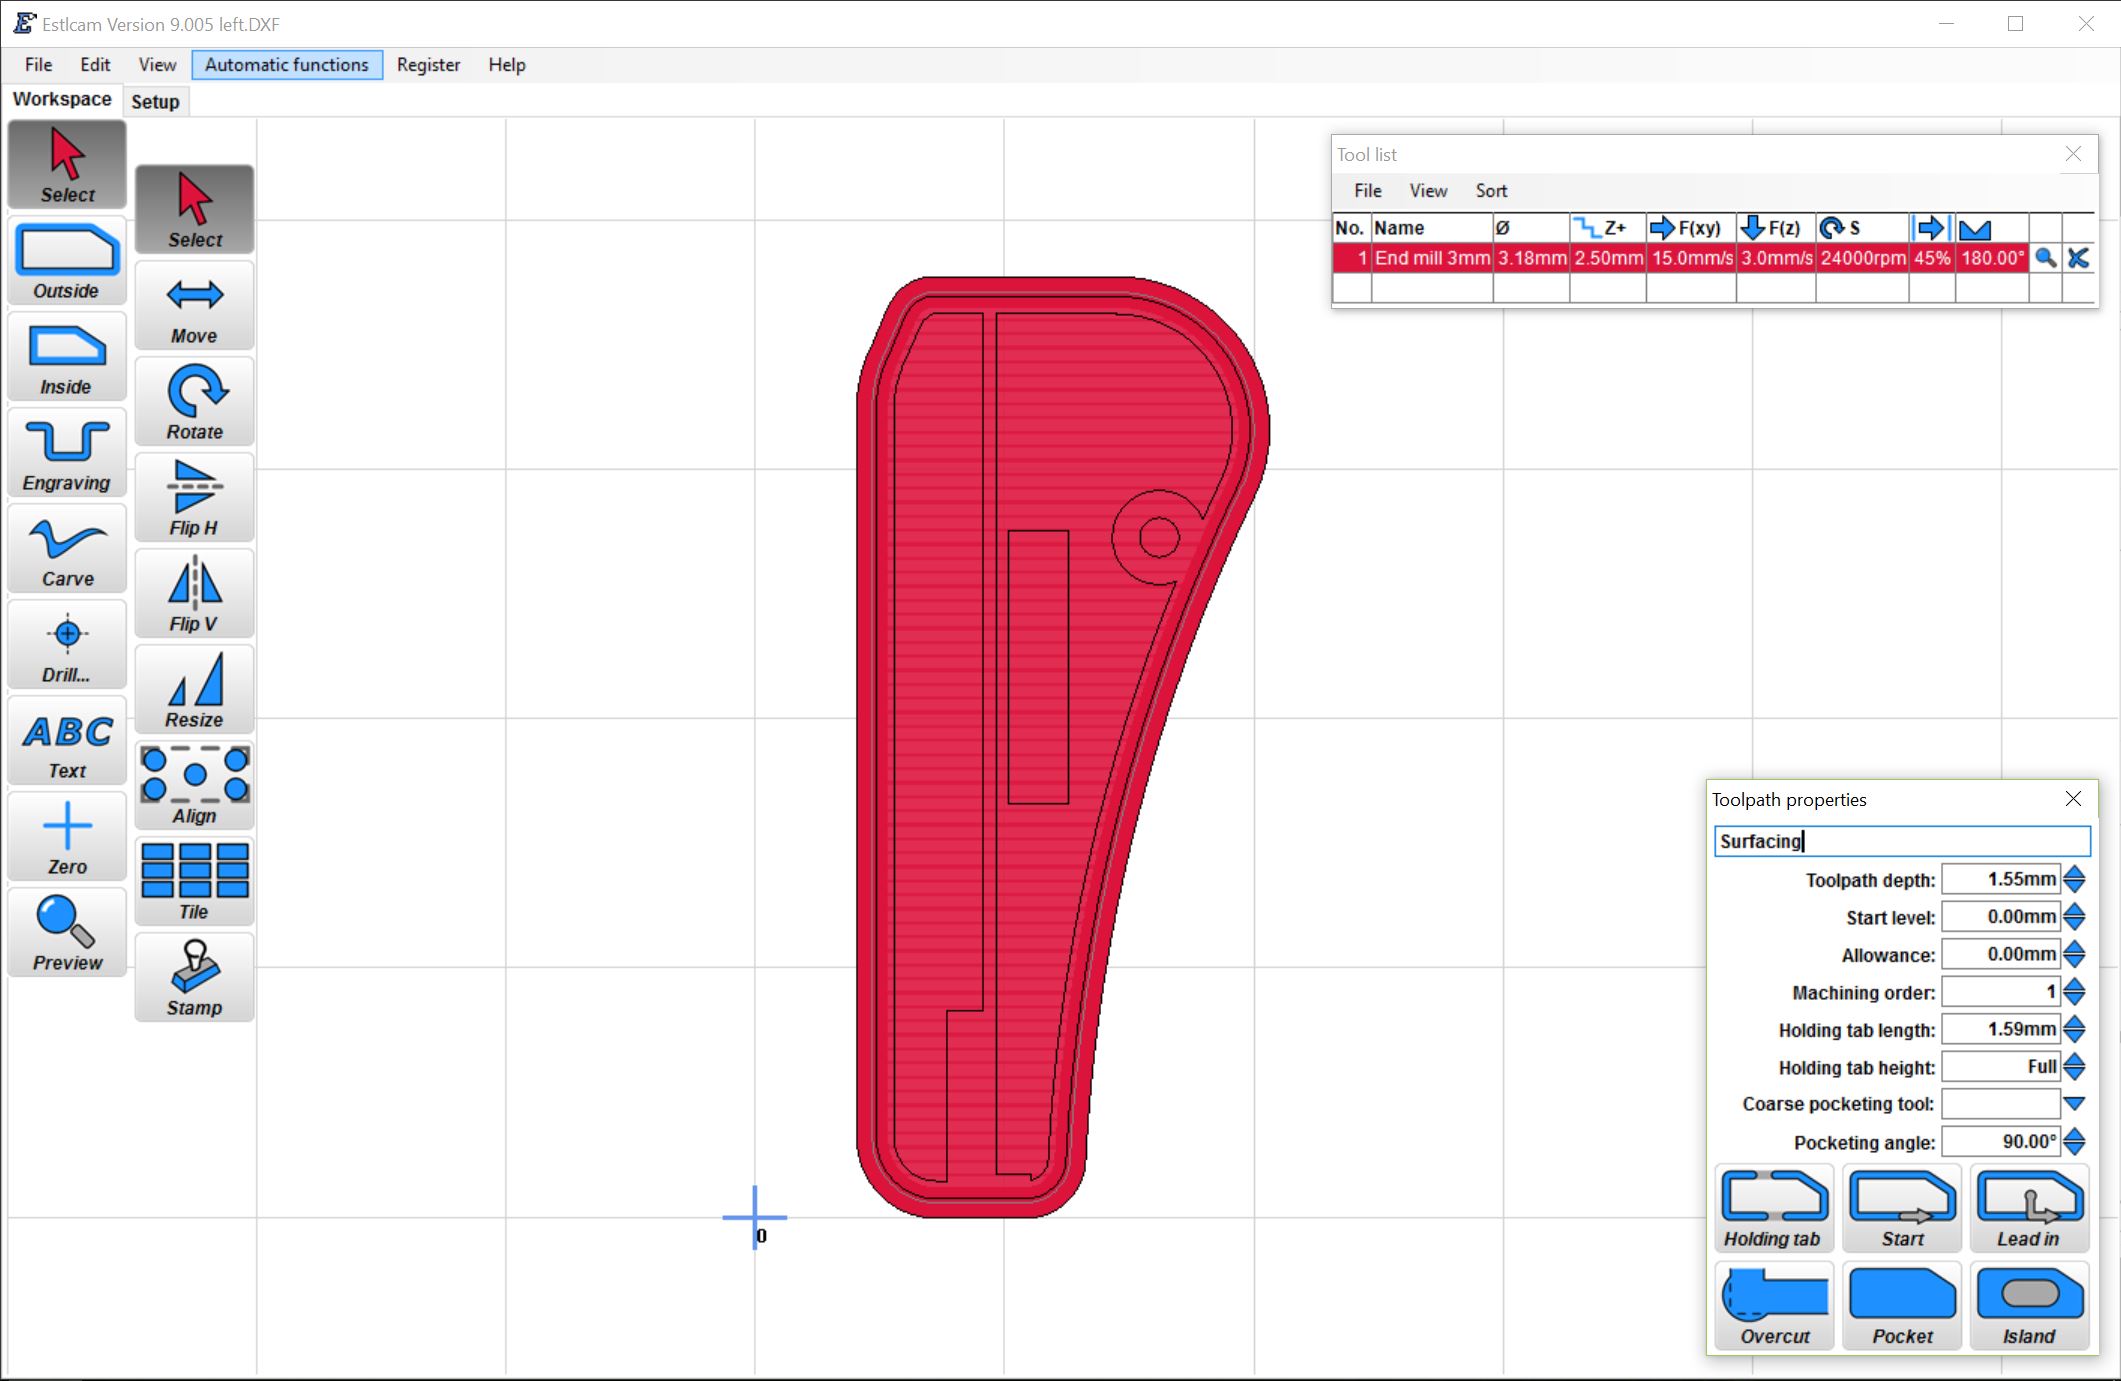 Estlcam Version 9.005 left.DXF
File Edit View Automatic functions Register Help
Workspace Setup
Select
Outside
Inside
Engraving
Carve
Drill...
Text
ABC
Zero
Preview
Select
Move
Rotate
Flip H
Flip V
Resize
Align
Tile
Stamp
0
Tool list
File View Sort
No. Name Ø Z+ F(xy) F(z) S
1 End mill 3mm 3.18mm 2.50mm 15.0mm/s 3.0mm/s 24000rpm 45% 180.00°
Toolpath properties
Surfacing
Toolpath depth: 1.55mm
Start level: 0.00mm
Allowance: 0.00mm
Machining order: 1
Holding tab length: 1.59mm
Holding tab height: Full
Coarse pocketing tool:
Pocketing angle: 90.00°
Holding tab Start Lead in
Overcut Pocket Island